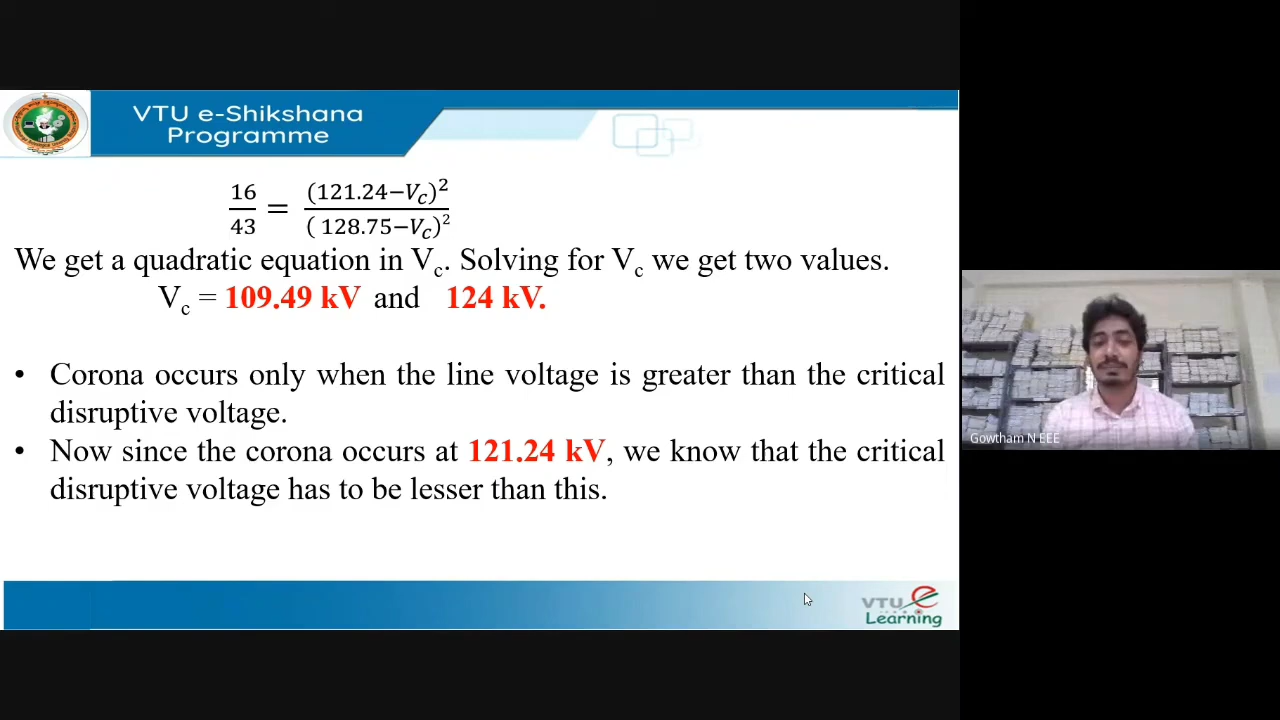 VTU e-Shikshana
Programme
16/43 = (121.24−V_C)²/( 128.75−V_C)²
We get a quadratic equation in Vc. Solving for Vc we get two values.
Vc = 109.49 kV and 124 kV.
• Corona occurs only when the line voltage is greater than the critical
disruptive voltage.
• Now since the corona occurs at 121.24 kV, we know that the critical
disruptive voltage has to be lesser than this.
Gowtham N EEE
VTU e
Learning